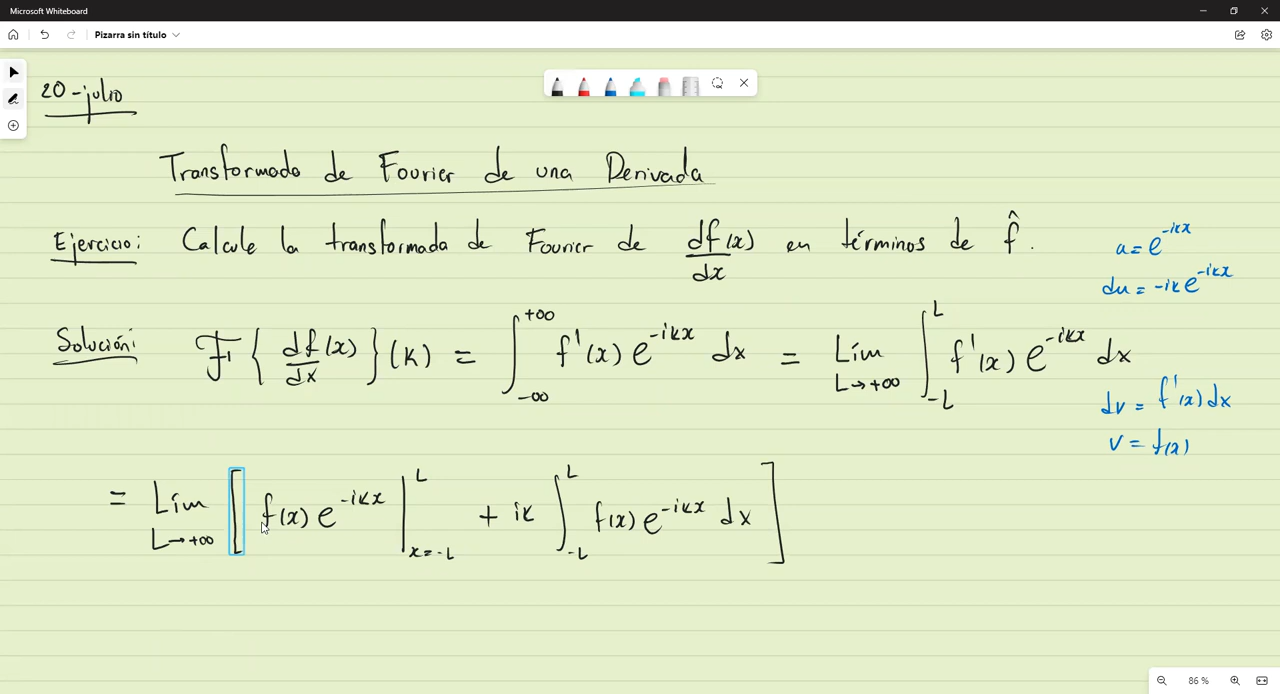 Microsoft Whiteboard
Pizarra sin título
20-julio
Transformada de Fourier de una Derivada
Ejercicio: Calcule la transformada de Fourier de df(x)/dx en términos de f̂.
u = e^{-ikx}
du = -ik e^{-ikx}
Solución: F{df(x)/dx}(k) = ∫_{-∞}^{+∞} f'(x) e^{-ikx} dx = Lím_{L→+∞} ∫_{-L}^{L} f'(x) e^{-ikx} dx
dv = f'(x) dx
v = f(x)
= Lím_{L→+∞} [ f(x) e^{-ikx} |_{x=-L}^{L} + ik ∫_{-L}^{L} f(x) e^{-ikx} dx ]
86 %